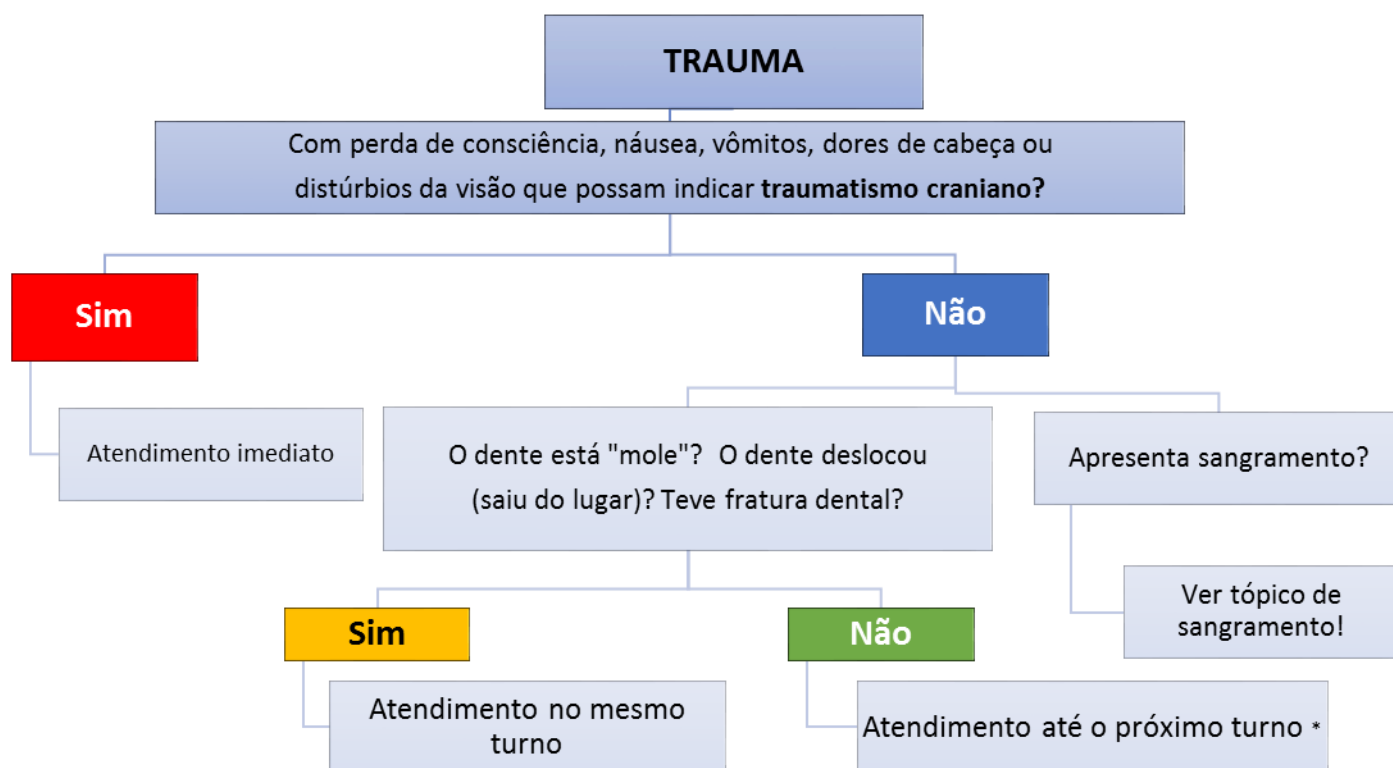 TRAUMA
Com perda de consciência, náusea, vômitos, dores de cabeça ou
distúrbios da visão que possam indicar traumatismo craniano?
Sim
Não
Atendimento imediato
O dente está "mole"?  O dente deslocou
(saiu do lugar)? Teve fratura dental?
Apresenta sangramento?
Ver tópico de
sangramento!
Sim
Não
Atendimento no mesmo
turno
Atendimento até o próximo turno *